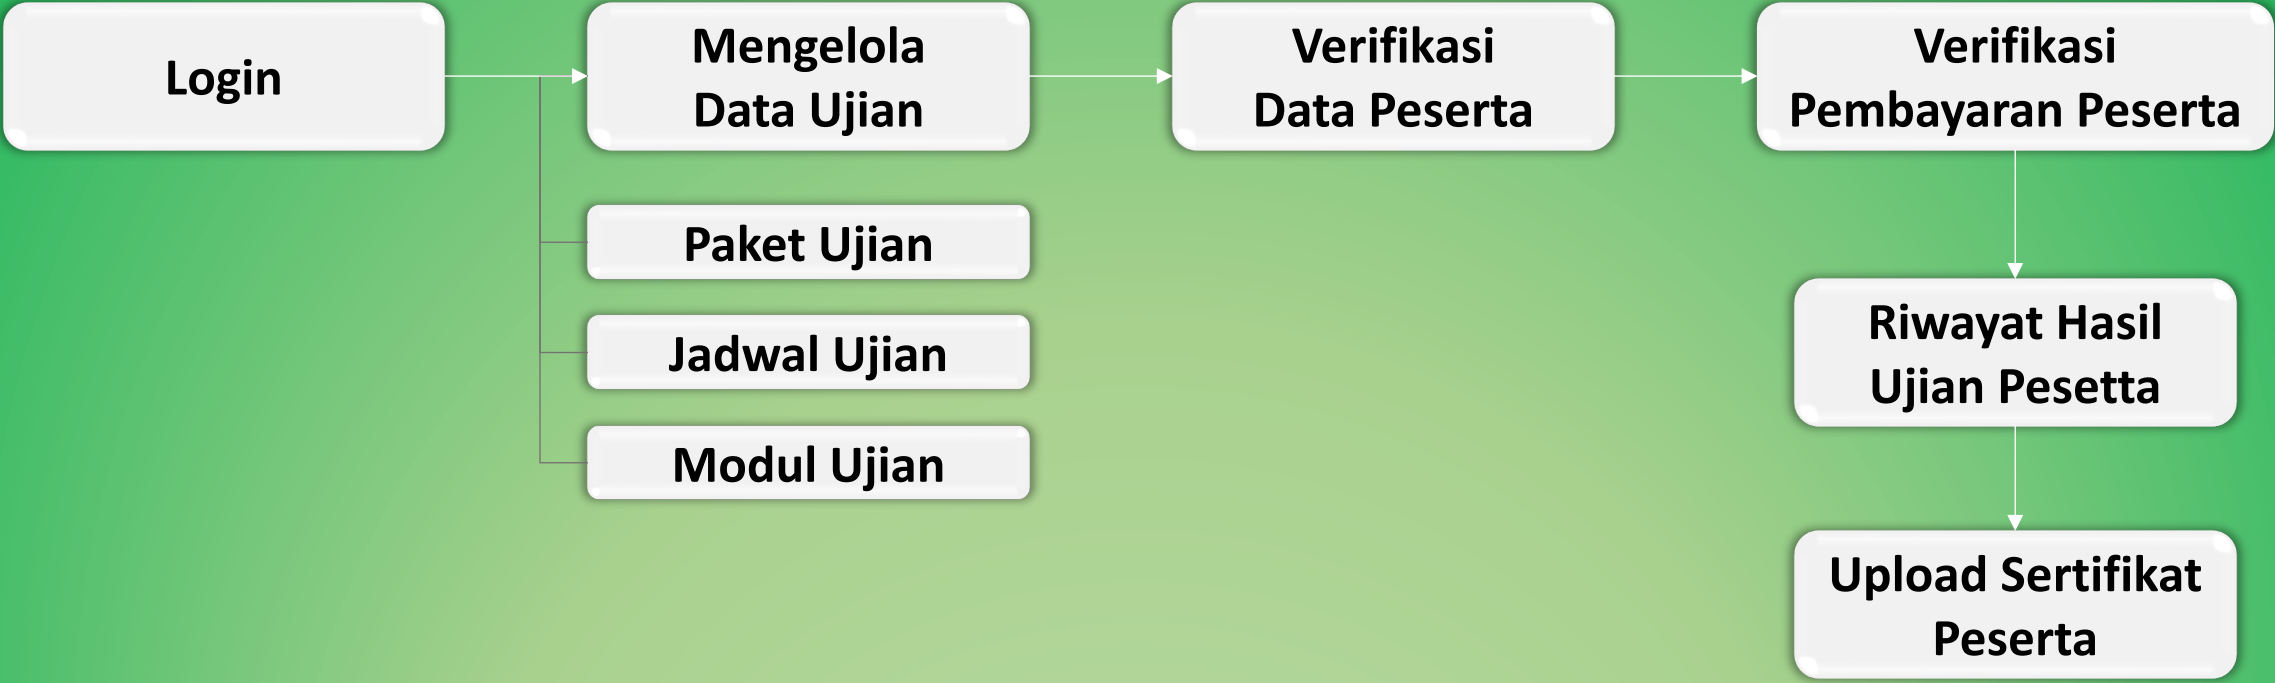 Login
Mengelola
Data Ujian
Verifikasi
Data Peserta
Verifikasi
Pembayaran Peserta
Paket Ujian
Jadwal Ujian
Modul Ujian
Riwayat Hasil
Ujian Pesetta
Upload Sertifikat
Peserta